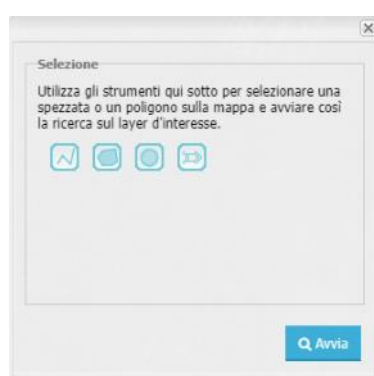 Selezione
Utilizza gli strumenti qui sotto per selezionare una
spezzata o un poligono sulla mappa e avviare così
la ricerca sul layer d'interesse.
Avvia